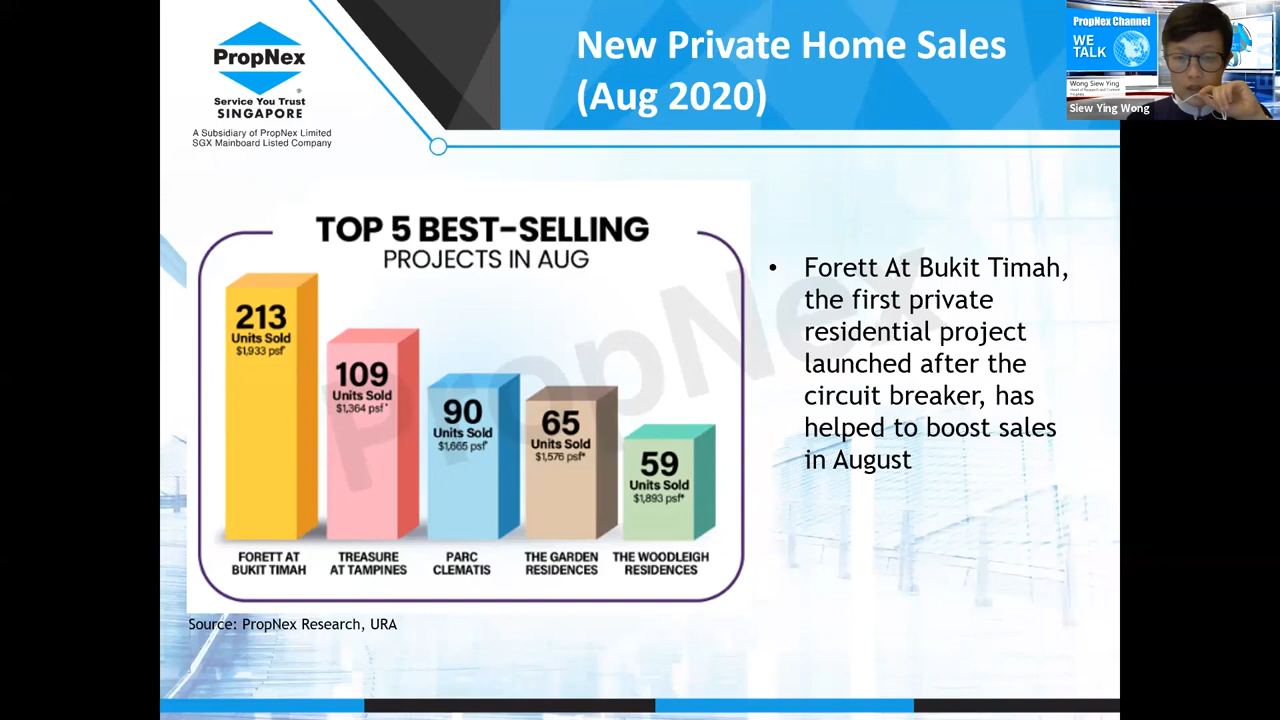 PropNex
®
Service You Trust
SINGAPORE
A Subsidiary of PropNex Limited
SGX Mainboard Listed Company
New Private Home Sales
(Aug 2020)
PropNex Channel
WE
TALK
Wong Siew Ying
Head of Research and Content
PropNex
Siew Ying Wong
TOP 5 BEST-SELLING
PROJECTS IN AUG
213
Units Sold
$1,933 psf*
109
Units Sold
$1,364 psf*
90
Units Sold
$1,665 psf*
65
Units Sold
$1,576 psf*
59
Units Sold
$1,893 psf*
FORETT AT
BUKIT TIMAH
TREASURE
AT TAMPINES
PARC
CLEMATIS
THE GARDEN
RESIDENCES
THE WOODLEIGH
RESIDENCES
PropNex
Source: PropNex Research, URA
• Forett At Bukit Timah,
the first private
residential project
launched after the
circuit breaker, has
helped to boost sales
in August